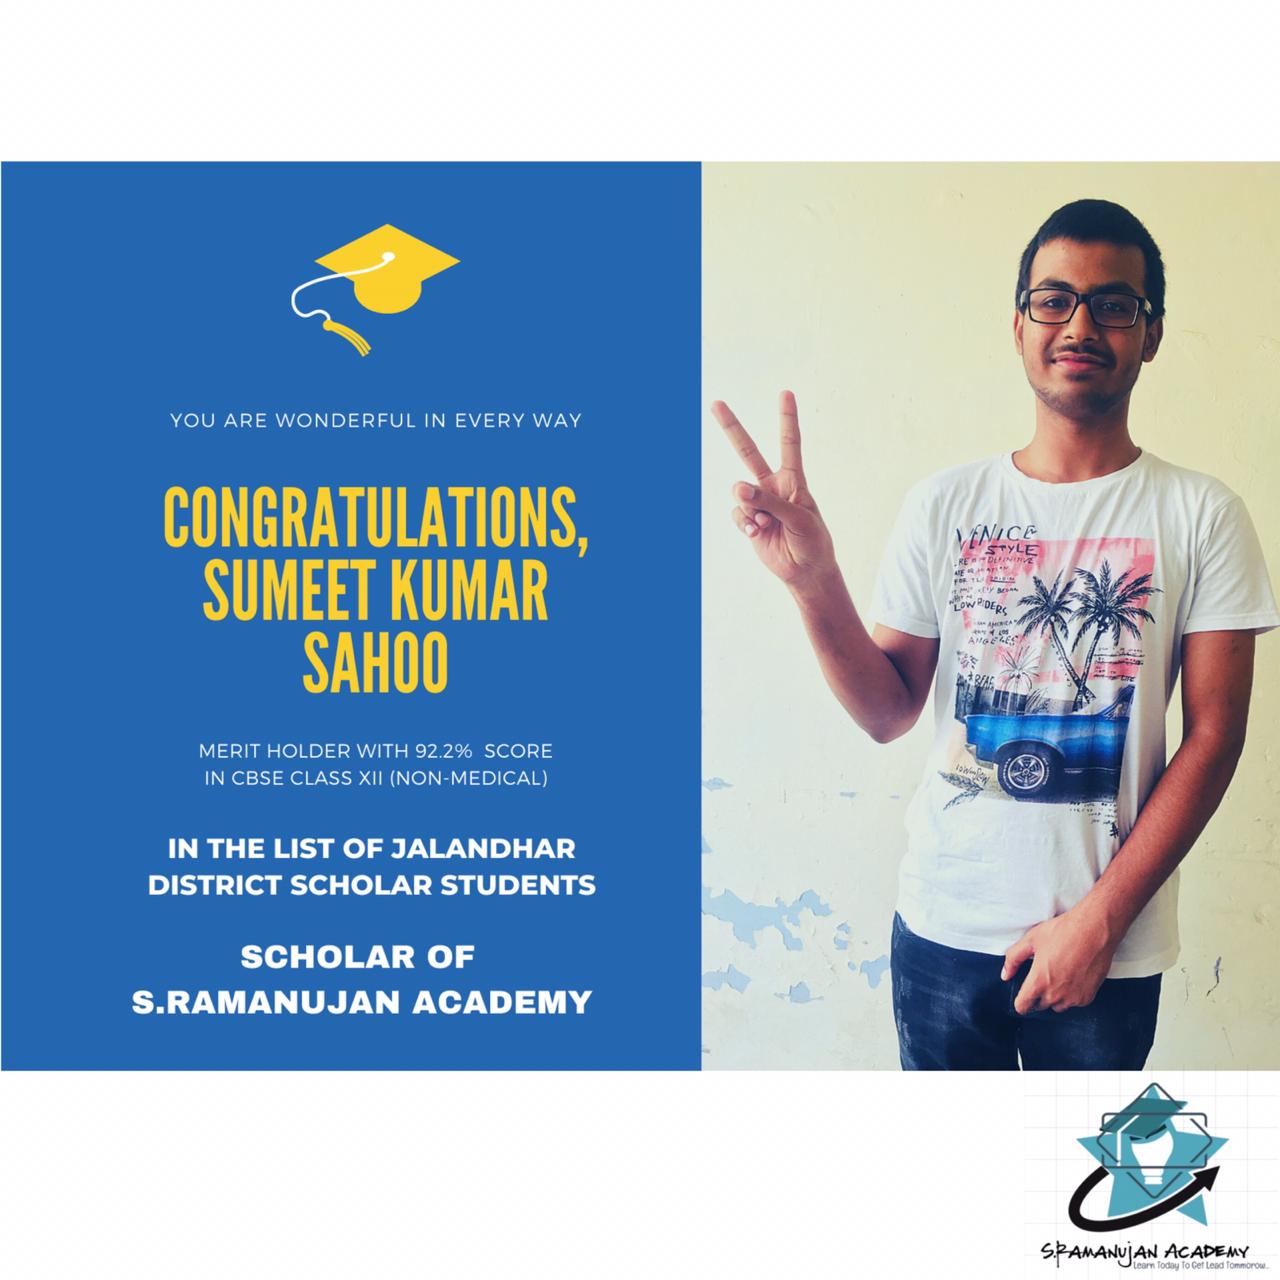 YOU ARE WONDERFUL IN EVERY WAY
CONGRATULATIONS,
SUMEET KUMAR
SAHOO
MERIT HOLDER WITH 92.2% SCORE
IN CBSE CLASS XII (NON-MEDICAL)
IN THE LIST OF JALANDHAR
DISTRICT SCHOLAR STUDENTS
SCHOLAR OF
S.RAMANUJAN ACADEMY
VENICE
STYLE
DEFINITIVE
LOW RIDERS
ANGELES
S.RAMANUJAN ACADEMY
Learn Today To Get Lead Tommorow..